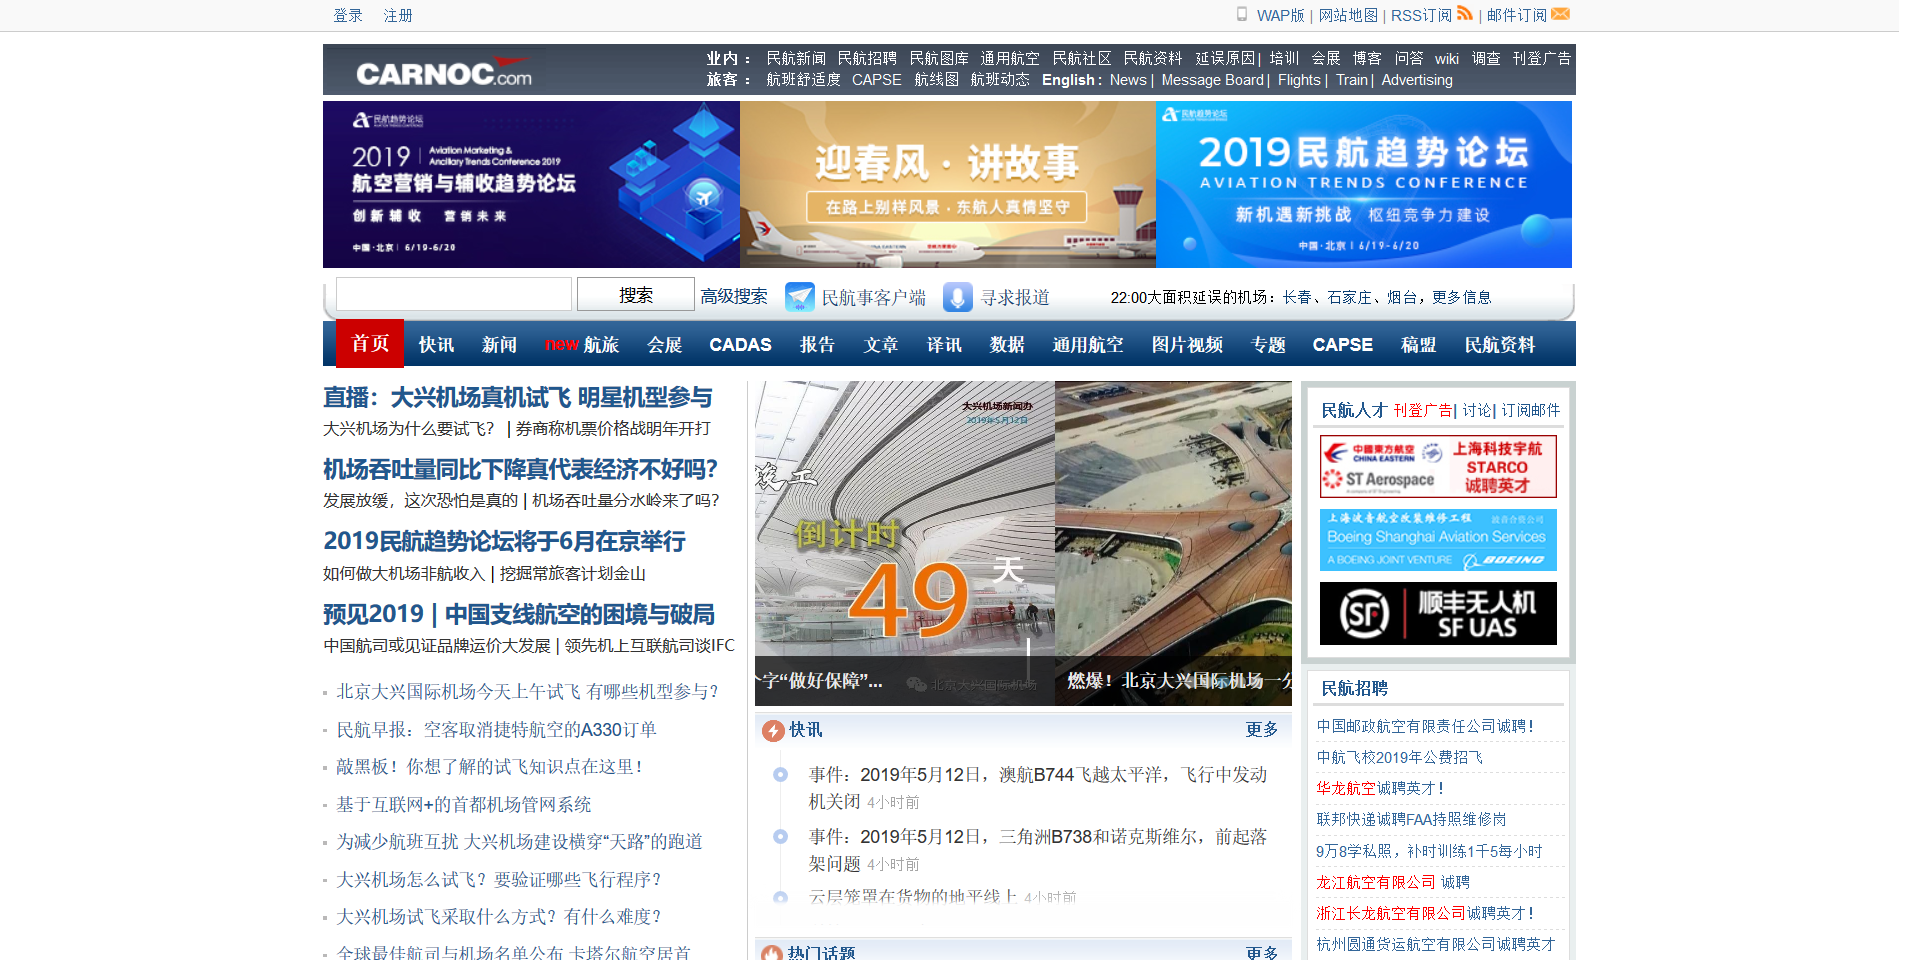 登录 注册
WAP版 | 网站地图 | RSS订阅 | 邮件订阅
CARNOC.com
业内 : 民航新闻 民航招聘 民航图库 通用航空 民航社区 民航资料 延误原因| 培训 会展 博客 问答 wiki 调查 刊登广告
旅客 : 航班舒适度 CAPSE 航线图 航班动态 English : News | Message Board | Flights | Train | Advertising
民航趋势论坛
AVIATION TRENDS CONFERENCE
2019 | Aviation Marketing &
Ancillary Trends Conference 2019
航空营销与辅收趋势论坛
创新辅收 营销未来
中国·北京 | 6/19-6/20
迎春风 · 讲故事
在路上别样风景 · 东航人真情坚守
民航趋势论坛
2019民航趋势论坛
AVIATION TRENDS CONFERENCE
新机遇新挑战 枢纽竞争力建设
中国·北京 | 6/19-6/20
搜索 高级搜索 民航事客户端 寻求报道 22:00大面积延误的机场：长春、石家庄、烟台，更多信息
首页 快讯 新闻 new 航旅 会展 CADAS 报告 文章 译讯 数据 通用航空 图片视频 专题 CAPSE 稿盟 民航资料
直播：大兴机场真机试飞 明星机型参与
大兴机场为什么要试飞？ | 券商称机票价格战明年开打
机场吞吐量同比下降真代表经济不好吗？
发展放缓，这次恐怕是真的 | 机场吞吐量分水岭来了吗？
2019民航趋势论坛将于6月在京举行
如何做大机场非航收入 | 挖掘常旅客计划金山
预见2019 | 中国支线航空的困境与破局
中国航司或见证品牌运价大发展 | 领先机上互联航司谈IFC
北京大兴国际机场今天上午试飞 有哪些机型参与？
民航早报：空客取消捷特航空的A330订单
敲黑板！你想了解的试飞知识点在这里！
基于互联网+的首都机场管网系统
为减少航班互扰 大兴机场建设横穿“天路”的跑道
大兴机场怎么试飞？要验证哪些飞行程序？
大兴机场试飞采取什么方式？有什么难度？
全球最佳航司与机场名单公布 卡塔尔航空居首
大兴机场新闻办
2019年5月12日
竣工
倒计时
49
天
个字“做好保障”...
北京大兴国际机场
燃爆！北京大兴国际机场一分
快讯 更多
事件：2019年5月12日，澳航B744飞越太平洋，飞行中发动
机关闭 4小时前
事件：2019年5月12日，三角洲B738和诺克斯维尔，前起落
架问题 4小时前
云层笼罩在货物的地平线上 4小时前
热门话题 更多
民航人才 刊登广告| 讨论| 订阅邮件
中國東方航空
CHINA EASTERN
ST Aerospace
上海科技宇航
STARCO
诚聘英才
上海波音航空改装维修工程 波音合资公司
Boeing Shanghai Aviation Services
A BOEING JOINT VENTURE BOEING
SF 顺丰无人机
SF UAS
民航招聘
中国邮政航空有限责任公司诚聘！
中航飞校2019年公费招飞
华龙航空诚聘英才！
联邦快递诚聘FAA持照维修岗
9万8学私照，补时训练1千5每小时
龙江航空有限公司 诚聘
浙江长龙航空有限公司诚聘英才！
杭州圆通货运航空有限公司诚聘英才